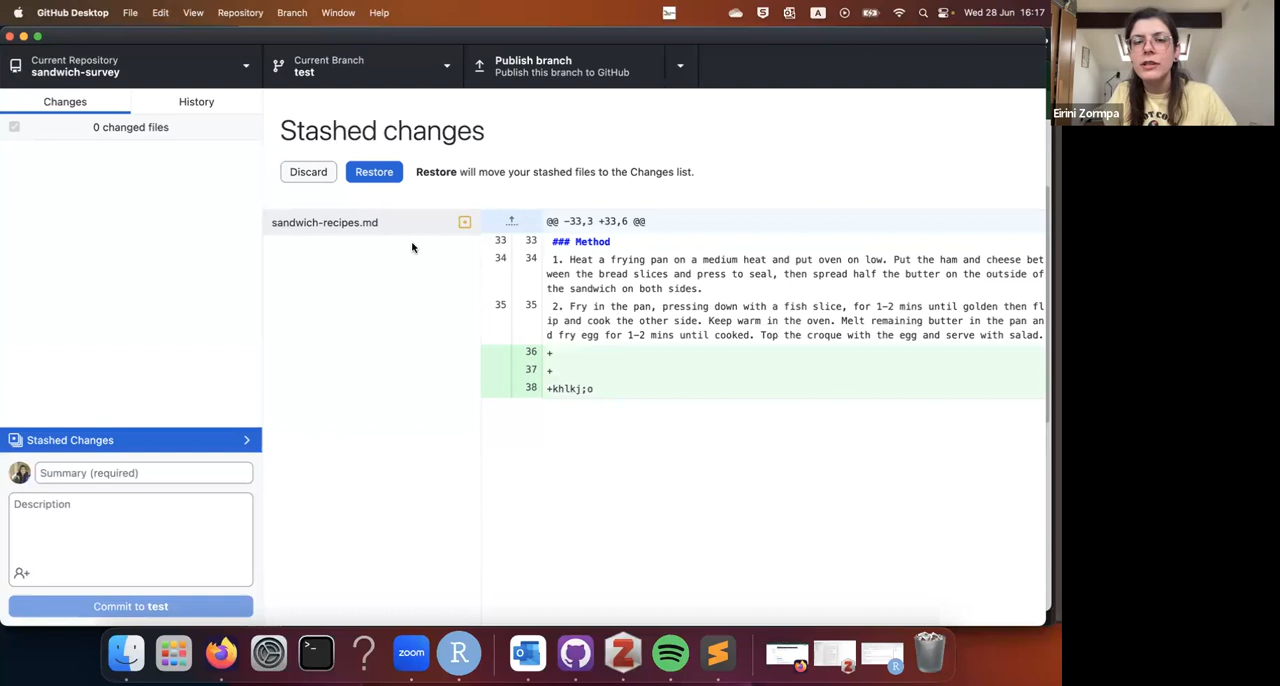 GitHub Desktop File Edit View Repository Branch Window Help
A Wed 28 Jun 16:17
Current Repository
sandwich-survey
Current Branch
test
Publish branch
Publish this branch to GitHub
Changes History
0 changed files
Stashed changes
Discard Restore Restore will move your stashed files to the Changes list.
sandwich-recipes.md
@@ -33,3 +33,6 @@
33 33 ### Method
34 34 1. Heat a frying pan on a medium heat and put oven on low. Put the ham and cheese bet
ween the bread slices and press to seal, then spread half the butter on the outside of
the sandwich on both sides.
35 35 2. Fry in the pan, pressing down with a fish slice, for 1-2 mins until golden then fl
ip and cook the other side. Keep warm in the oven. Melt remaining butter in the pan an
d fry egg for 1-2 mins until cooked. Top the croque with the egg and serve with salad.
36 +
37 +
38 +khlkj;o
Stashed Changes
Summary (required)
Description
Commit to test
Eirini Zormpa
zoom
R